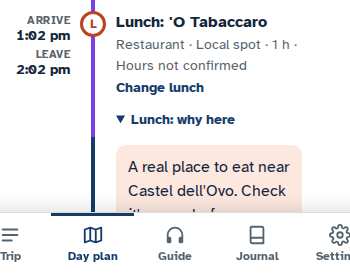 ARRIVE
1:02 pm
LEAVE
2:02 pm
L
Lunch: 'O Tabaccaro
Restaurant · Local spot · 1 h ·
Hours not confirmed
Change lunch
▼ Lunch: why here
A real place to eat near
Castel dell'Ovo. Check
Trip
Day plan
Guide
Journal
Settin